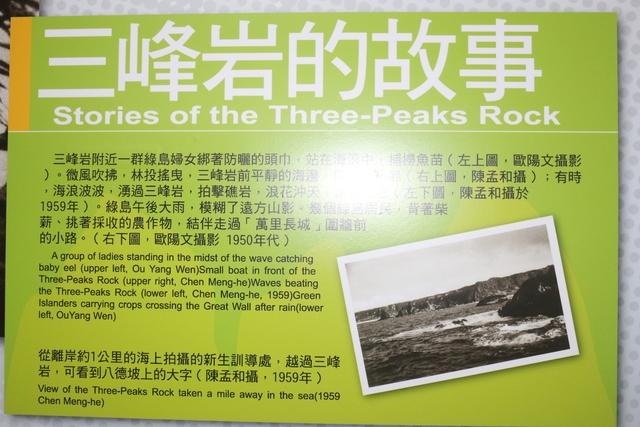 三峰岩的故事
Stories of the Three-Peaks Rock
三峰岩附近一群綠島婦女綁著防曬的頭巾，站在海浪中，捕撈魚苗（左上圖，歐陽文攝影
）。微風吹拂，林投搖曳，三峰岩前平靜的海邊，（右上圖，陳孟和攝）；有時
，海浪波波，湧過三峰岩，拍擊礁岩，浪花沖天（左下圖，陳孟和攝於
1959年）。綠島午後大雨，模糊了遠方山影。幾個綠島居民，背著柴
薪、挑著採收的農作物，結伴走過「萬里長城」圍牆前
的小路。（右下圖，歐陽文攝影 1950年代）
A group of ladies standing in the midst of the wave catching
baby eel (upper left, Ou Yang Wen)Small boat in front of the
Three-Peaks Rock (upper right, Chen Meng-he)Waves beating
the Three-Peaks Rock (lower left, Chen Meng-he, 1959)Green
Islanders carrying crops crossing the Great Wall after rain(lower
left, OuYang Wen)
從離岸約1公里的海上拍攝的新生訓導處，越過三峰
岩，可看到八德坡上的大字（陳孟和攝，1959年）
View of the Three-Peaks Rock taken a mile away in the sea(1959
Chen Meng-he)